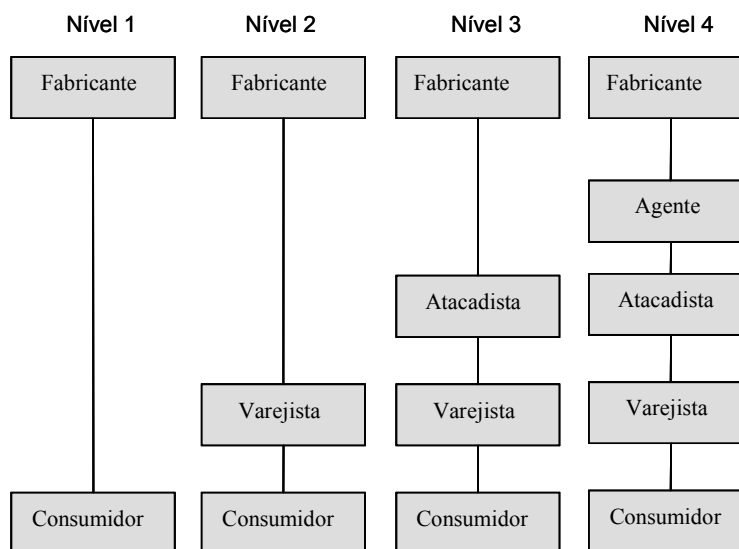 Nível 1 Nível 2 Nível 3 Nível 4
Fabricante Fabricante Fabricante Fabricante
Agente
Atacadista Atacadista
Varejista Varejista Varejista
Consumidor Consumidor Consumidor Consumidor